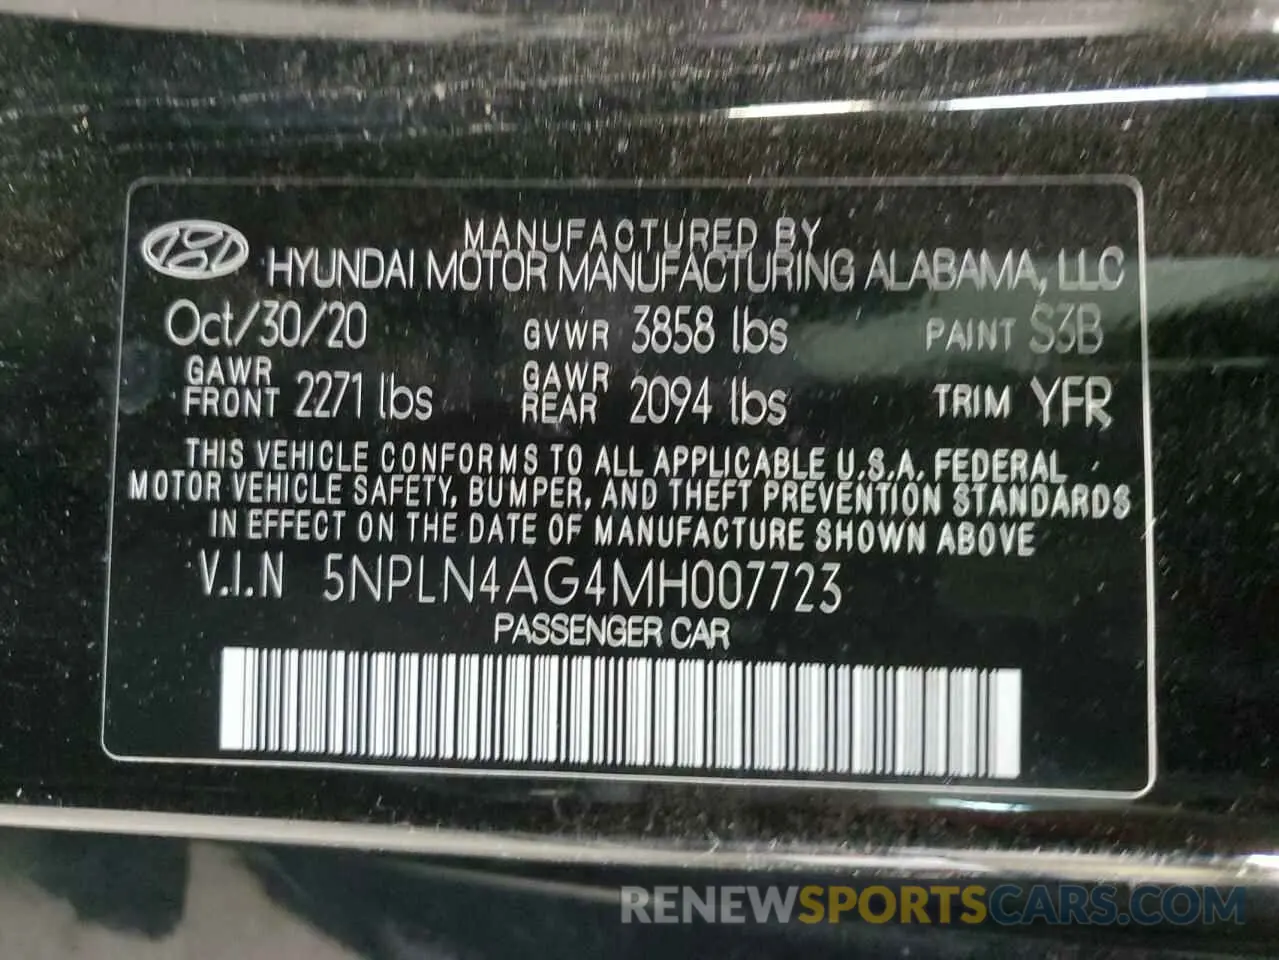 MANUFACTURED BY
HYUNDAI MOTOR MANUFACTURING ALABAMA, LLC
Oct/30/20 GVWR 3858 lbs PAINT S3B
GAWR FRONT 2271 lbs GAWR REAR 2094 lbs TRIM YFR
THIS VEHICLE CONFORMS TO ALL APPLICABLE U.S.A. FEDERAL
MOTOR VEHICLE SAFETY, BUMPER, AND THEFT PREVENTION STANDARDS
IN EFFECT ON THE DATE OF MANUFACTURE SHOWN ABOVE
V.I.N 5NPLN4AG4MH007723
PASSENGER CAR
RENEWSPORTSCARS.COM